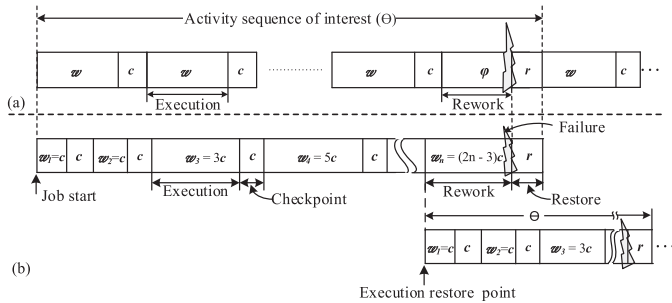 Activity sequence of interest (Θ)
w c w c w c φ r w c ...
(a) Execution Rework
Failure
w₁=c c w₂=c c w₃ = 3c c w₄ = 5c c wₙ = (2n - 3)c r
Job start Execution Checkpoint Rework Restore
Θ
w₁=c c w₂=c c w₃ = 3c r ...
(b)
Execution restore point